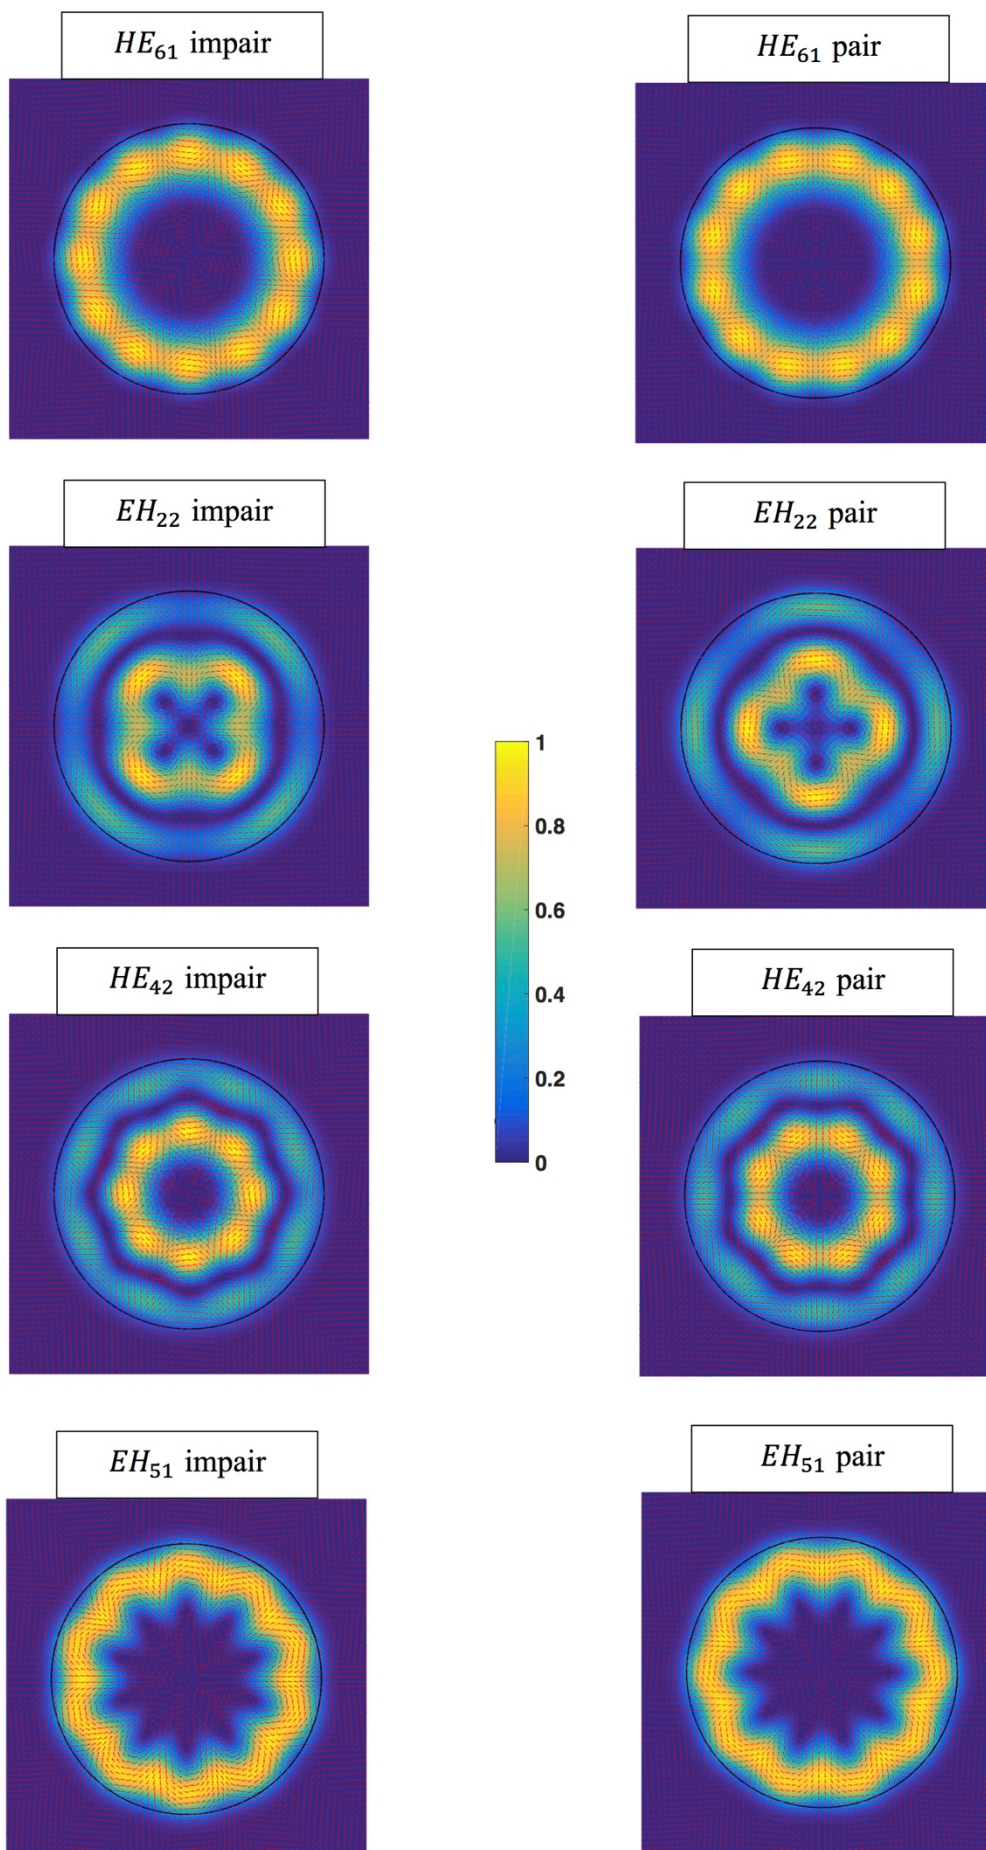 HE₆₁ impair
HE₆₁ pair
EH₂₂ impair
EH₂₂ pair
1
0.8
0.6
0.4
0.2
0
HE₄₂ impair
HE₄₂ pair
EH₅₁ impair
EH₅₁ pair